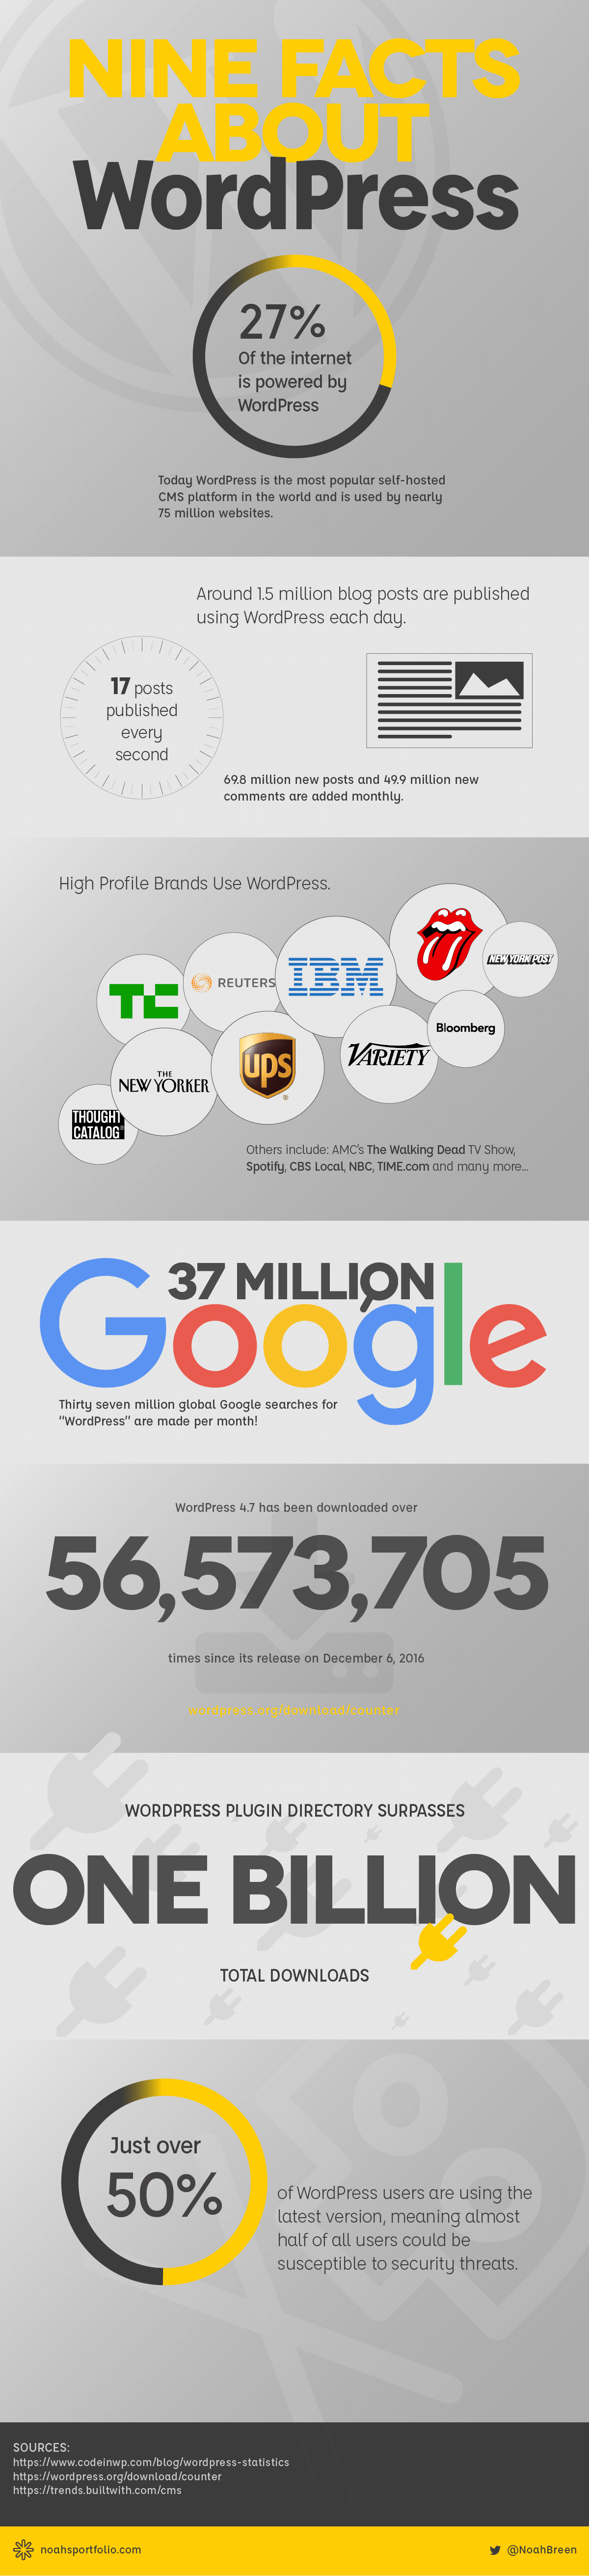 NINE FACTS
ABOUT
WordPress
27%
Of the internet
is powered by
WordPress
Today WordPress is the most popular self-hosted
CMS platform in the world and is used by nearly
75 million websites.
Around 1.5 million blog posts are published
using WordPress each day.
17 posts
published
every
second
69.8 million new posts and 49.9 million new
comments are added monthly.
High Profile Brands Use WordPress.
TC
REUTERS
IBM
NEW YORK POST
THE
NEW YORKER
ups
®
VARIETY
Bloomberg
THOUGHT
CATALOG
Others include: AMC's The Walking Dead TV Show,
Spotify, CBS Local, NBC, TIME.com and many more...
37 MILLION
Google
Thirty seven million global Google searches for
"WordPress" are made per month!
WordPress 4.7 has been downloaded over
56,573,705
times since its release on December 6, 2016
wordpress.org/download/counter
WORDPRESS PLUGIN DIRECTORY SURPASSES
ONE BILLION
TOTAL DOWNLOADS
Just over
50%
of WordPress users are using the
latest version, meaning almost
half of all users could be
susceptible to security threats.
SOURCES:
https://www.codeinwp.com/blog/wordpress-statistics
https://wordpress.org/download/counter
https://trends.builtwith.com/cms
noahsportfolio.com
@NoahBreen